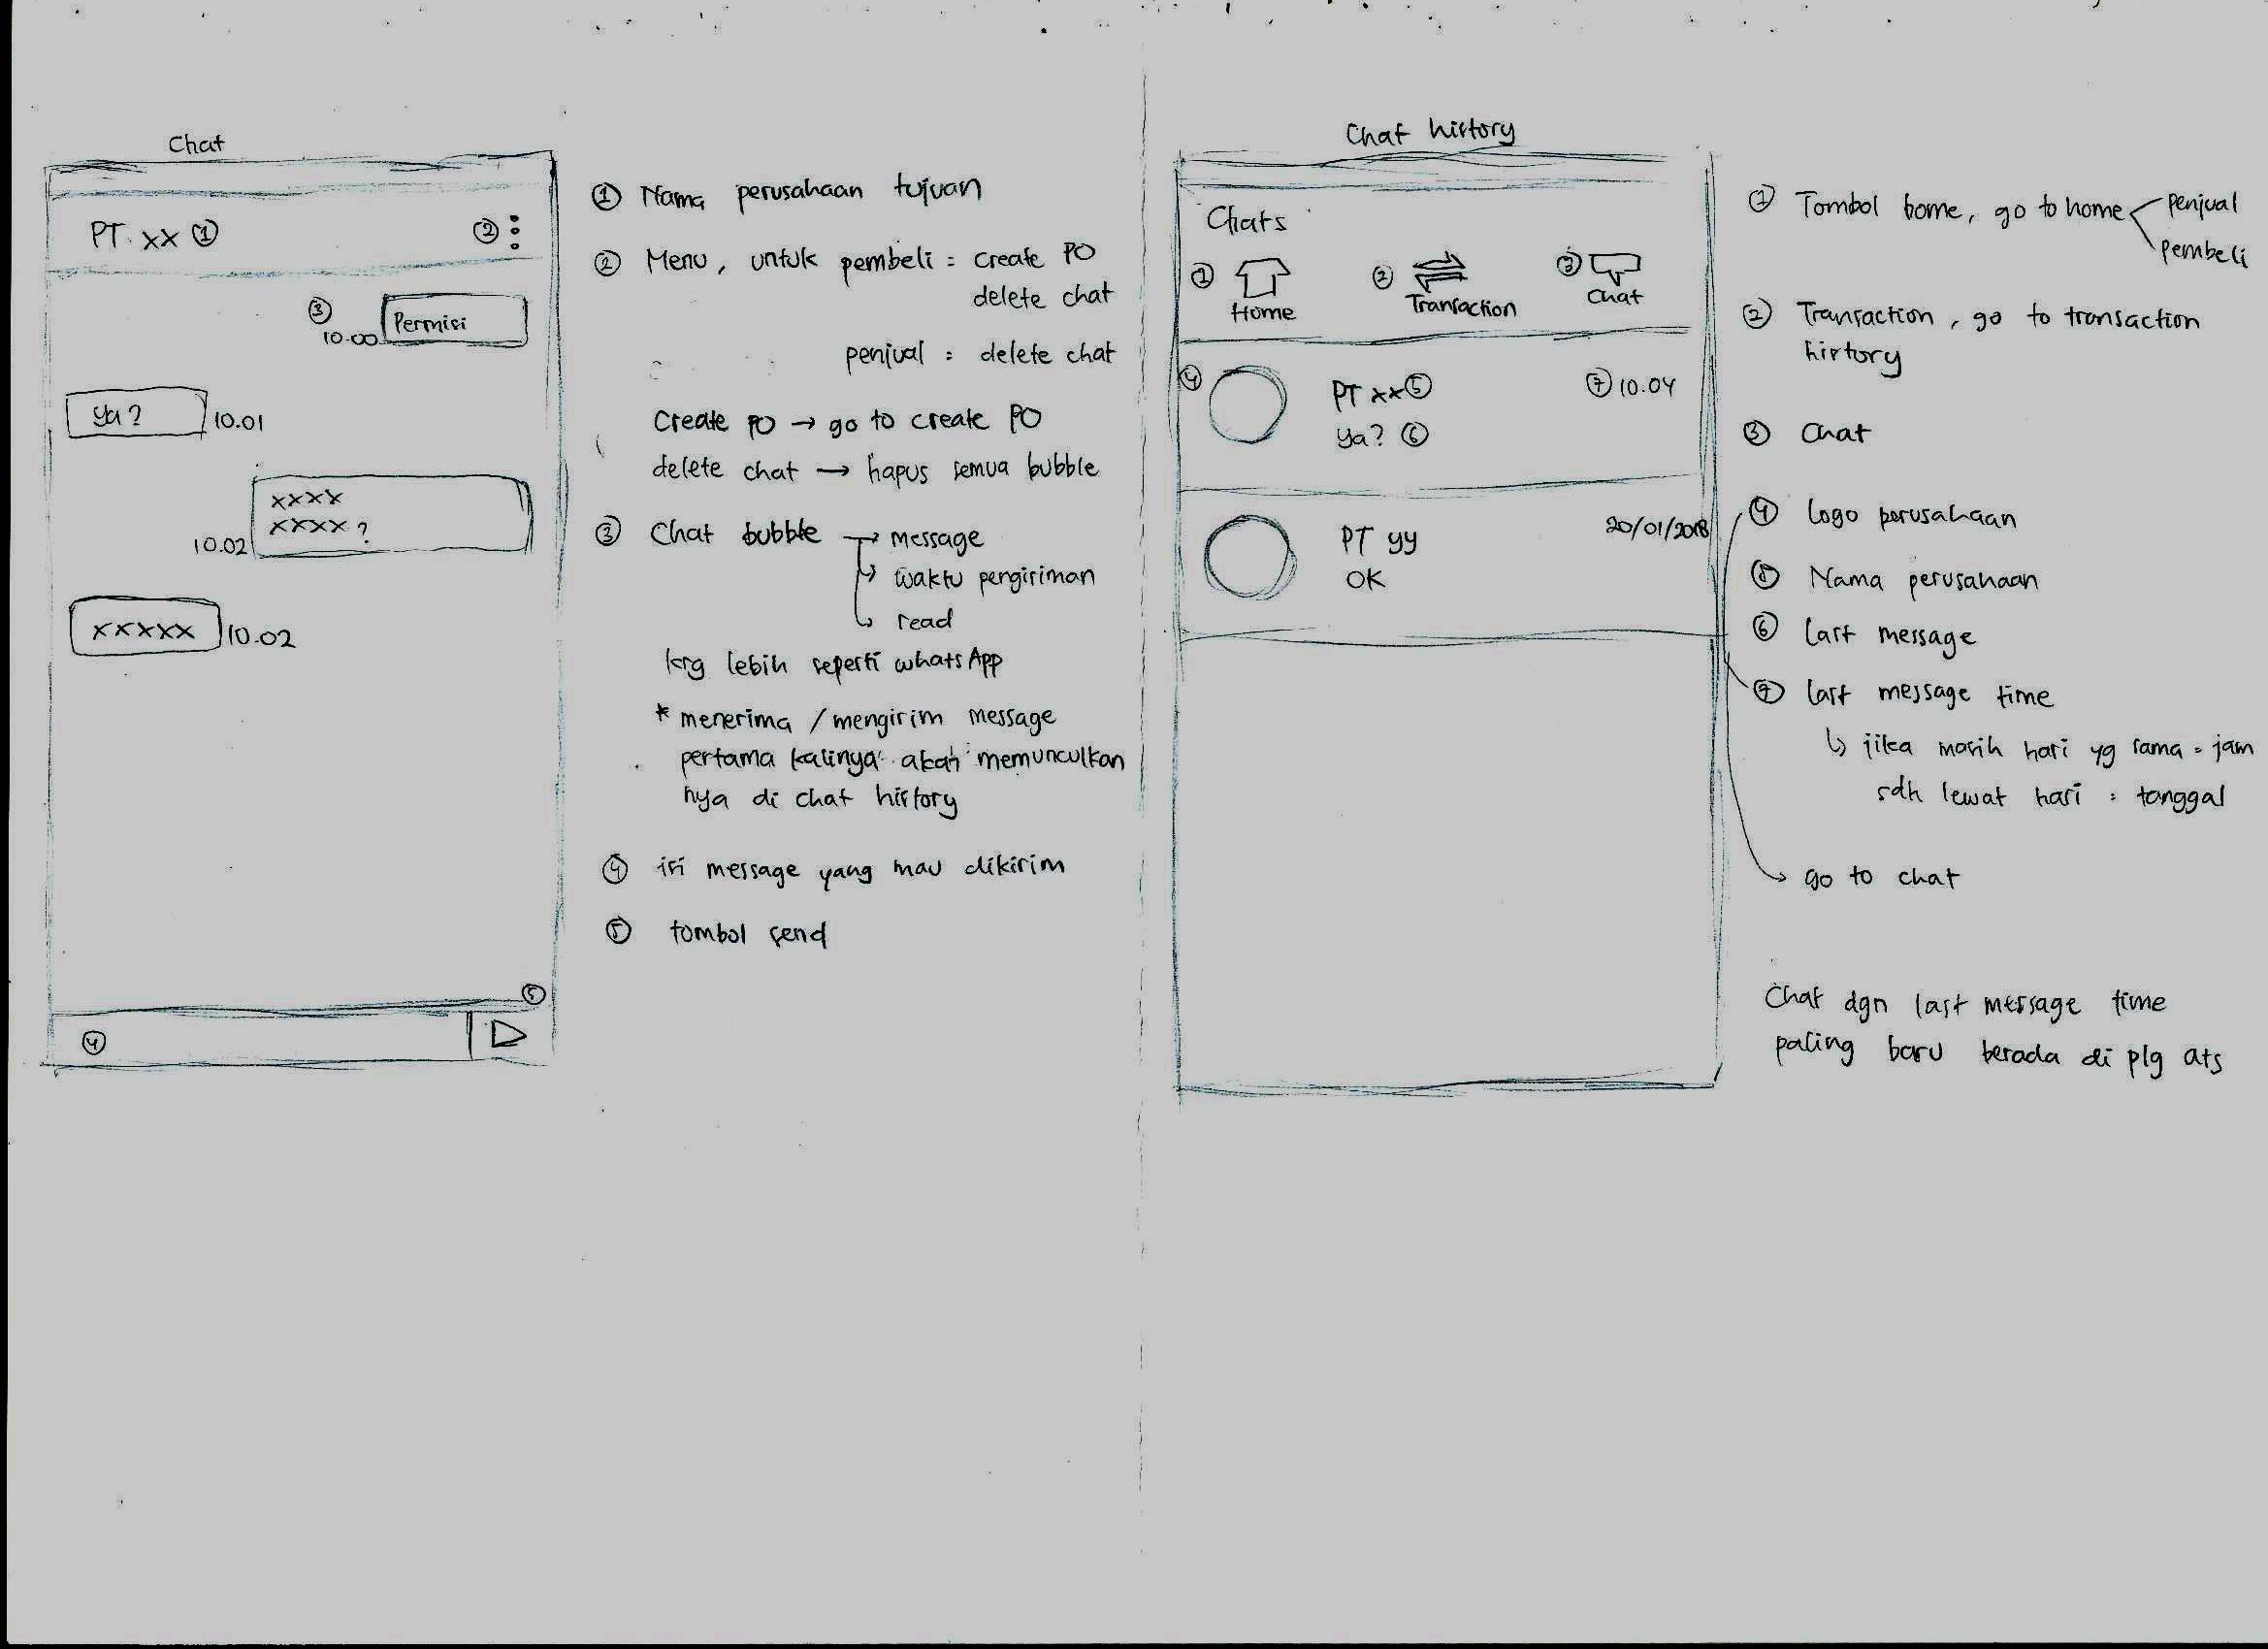 Chat
PT. xx ①
② ⋮
③
10.00 Permisi
ya? 10.01
xxxx
xxxx ?
10.02
xxxxx 10.02
⑤
④
① Nama perusahaan tujuan
② Menu, untuk pembeli = create PO
delete chat
penjual = delete chat
Create PO → go to create PO
delete chat → hapus semua bubble
③ Chat bubble → message
↳ waktu pengiriman
↳ read
krg lebih seperti whatsApp
* menerima / mengirim message
pertama kalinya akan memunculkan
nya di chat history
④ isi message yang mau dikirim
⑤ tombol send
Chat history
Chats
① Home
② Transaction
③ Chat
④ PT xx ⑤ ⑦ 10.04
ya? ⑥
PT yy 20/01/2018
OK
① Tombol home, go to home penjual
pembeli
② Transaction, go to transaction
history
③ Chat
④ Logo perusahaan
⑤ Nama perusahaan
⑥ last message
⑦ last message time
↳ jika masih hari yg sama = jam
sdh lewat hari = tanggal
→ go to chat
Chat dgn last message time
paling baru berada di plg ats